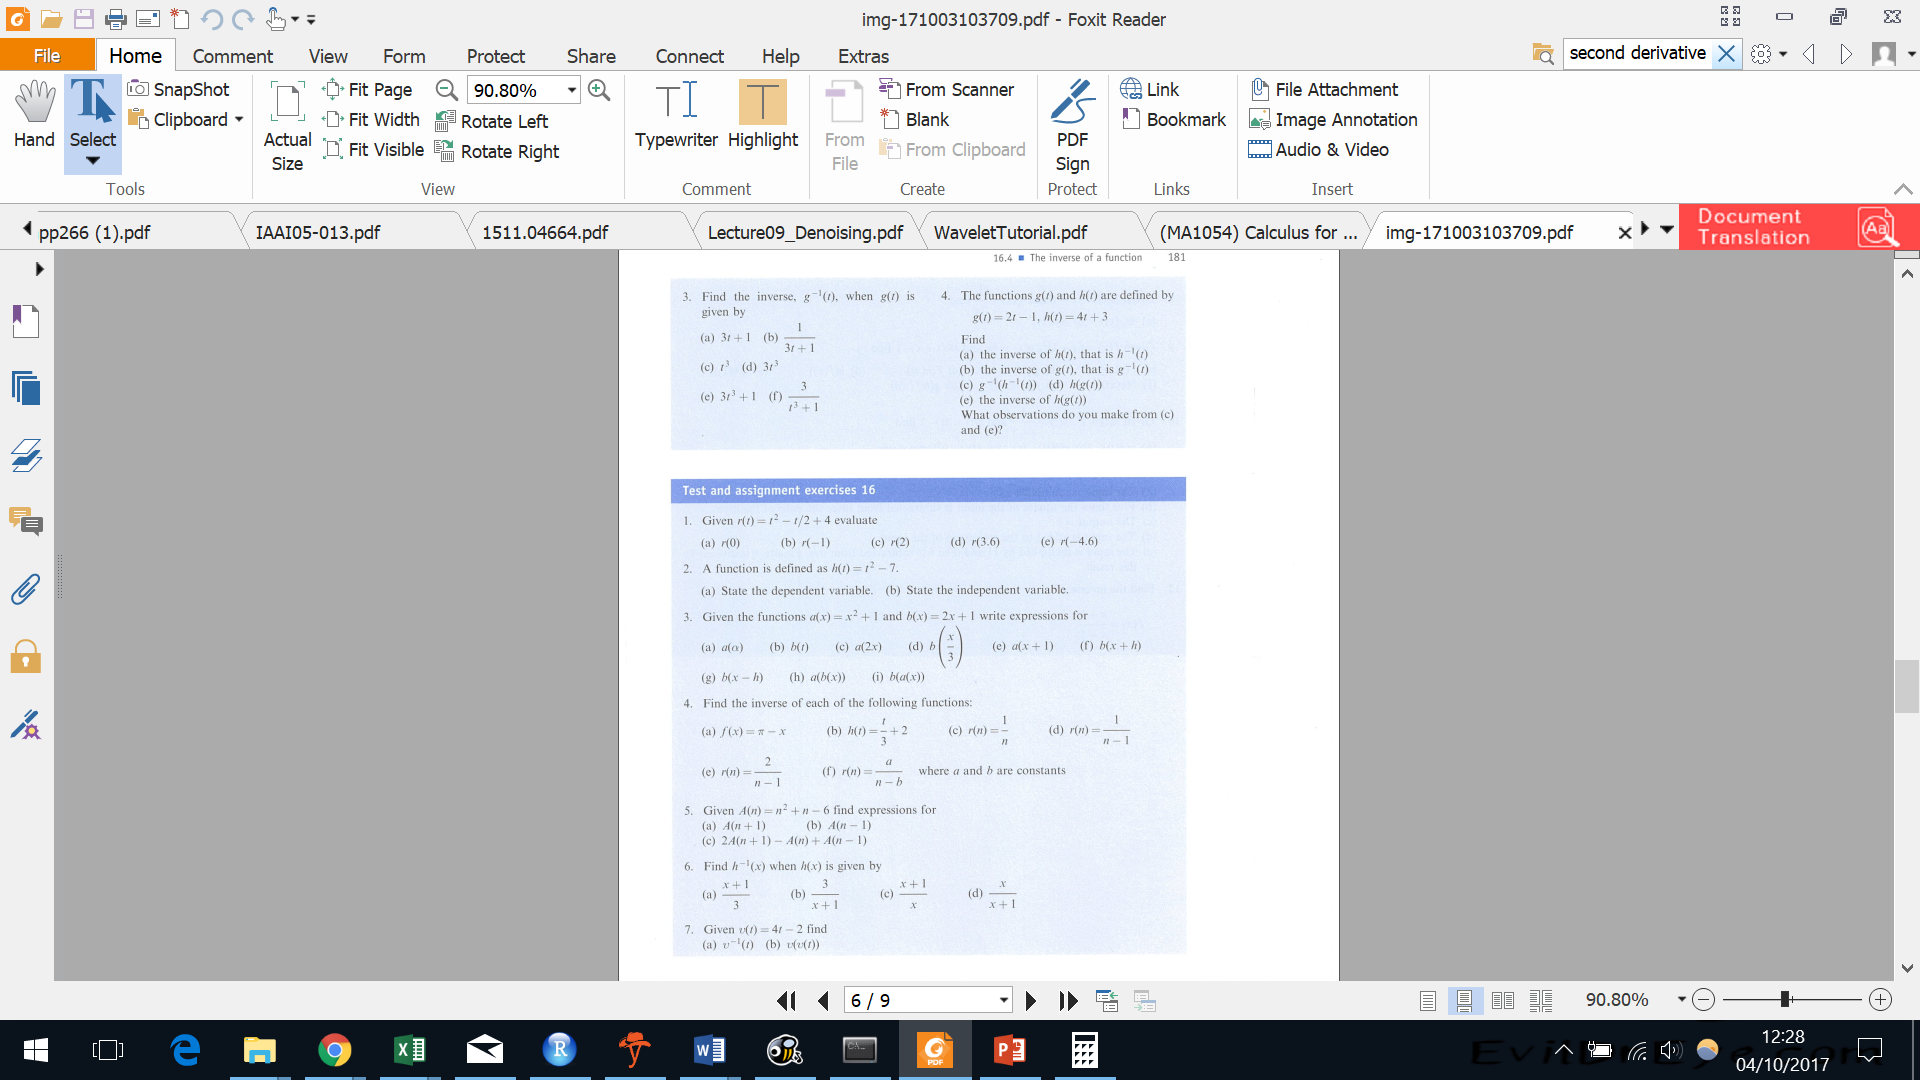 img-171003103709.pdf - Foxit Reader
File Home Comment View Form Protect Share Connect Help Extras second derivative
Hand Select SnapShot Clipboard Tools
Actual Size Fit Page Fit Width Fit Visible 90.80% Rotate Left Rotate Right View
Typewriter Highlight Comment
From File From Scanner Blank From Clipboard Create
PDF Sign Protect
Link Bookmark Links
File Attachment Image Annotation Audio & Video Insert
pp266 (1).pdf IAAI05-013.pdf 1511.04664.pdf Lecture09_Denoising.pdf WaveletTutorial.pdf (MA1054) Calculus for ... img-171003103709.pdf
Document Translation
16.4 ■ The inverse of a function 181
3. Find the inverse, g⁻¹(t), when g(t) is
given by
(a) 3t + 1 (b) 1/(3t + 1)
(c) t³ (d) 3t³
(e) 3t³ + 1 (f) 3/(t³ + 1)
4. The functions g(t) and h(t) are defined by
g(t) = 2t − 1, h(t) = 4t + 3
Find
(a) the inverse of h(t), that is h⁻¹(t)
(b) the inverse of g(t), that is g⁻¹(t)
(c) g⁻¹(h⁻¹(t)) (d) h(g(t))
(e) the inverse of h(g(t))
What observations do you make from (c)
and (e)?
Test and assignment exercises 16
1. Given r(t) = t² − t/2 + 4 evaluate
(a) r(0) (b) r(−1) (c) r(2) (d) r(3.6) (e) r(−4.6)
2. A function is defined as h(t) = t² − 7.
(a) State the dependent variable. (b) State the independent variable.
3. Given the functions a(x) = x² + 1 and b(x) = 2x + 1 write expressions for
(a) a(α) (b) b(t) (c) a(2x) (d) b(x/3) (e) a(x + 1) (f) b(x + h)
(g) b(x − h) (h) a(b(x)) (i) b(a(x))
4. Find the inverse of each of the following functions:
(a) f(x) = π − x (b) h(t) = t/3 + 2 (c) r(n) = 1/n (d) r(n) = 1/(n − 1)
(e) r(n) = 2/(n − 1) (f) r(n) = a/(n − b) where a and b are constants
5. Given A(n) = n² + n − 6 find expressions for
(a) A(n + 1) (b) A(n − 1)
(c) 2A(n + 1) − A(n) + A(n − 1)
6. Find h⁻¹(x) when h(x) is given by
(a) (x + 1)/3 (b) 3/(x + 1) (c) (x + 1)/x (d) x/(x + 1)
7. Given v(t) = 4t − 2 find
(a) v⁻¹(t) (b) v(v(t))
6 / 9
90.80%
12:28
04/10/2017